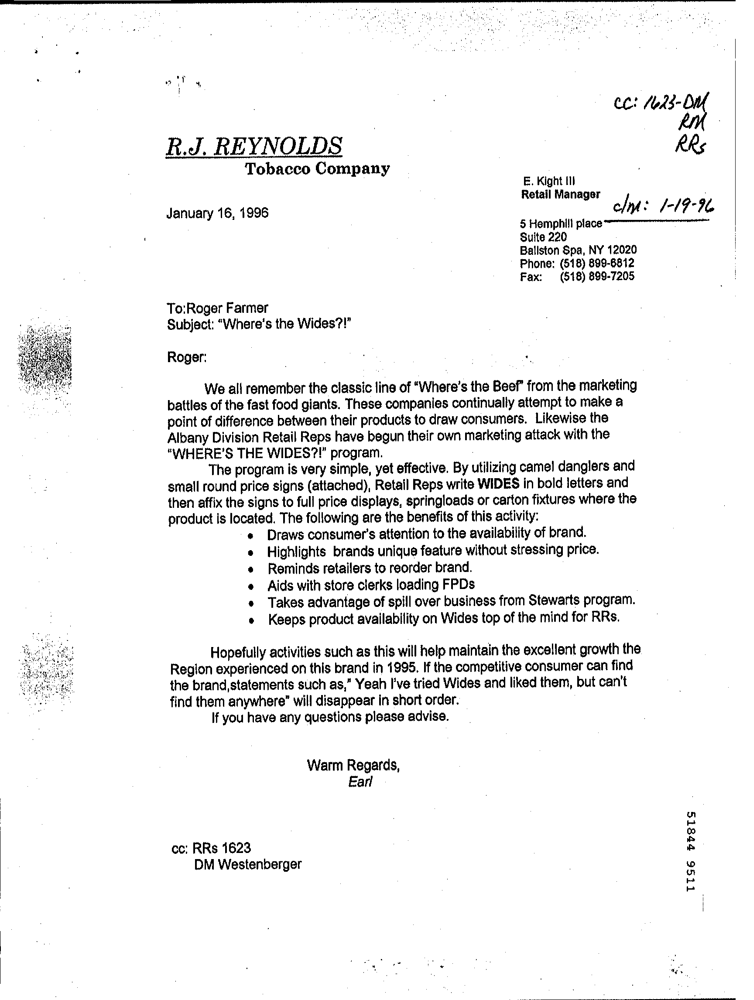 cc: 1623-DM
RM
RRs
R.J. REYNOLDS
Tobacco Company
E. Kight III
Retail Manager
c/m: 1-19-96
January 16, 1996
5 Hemphill place
Suite 220
Ballston Spa, NY 12020
Phone: (518) 899-6812
Fax: (518) 899-7205
To:Roger Farmer
Subject: "Where's the Wides?!"
Roger:
We all remember the classic line of "Where's the Beef" from the marketing
battles of the fast food giants. These companies continually attempt to make a
point of difference between their products to draw consumers. Likewise the
Albany Division Retail Reps have begun their own marketing attack with the
"WHERE'S THE WIDES?!" program.
The program is very simple, yet effective. By utilizing camel danglers and
small round price signs (attached), Retail Reps write WIDES in bold letters and
then affix the signs to full price displays, springloads or carton fixtures where the
product is located. The following are the benefits of this activity:
• Draws consumer's attention to the availability of brand.
• Highlights brands unique feature without stressing price.
• Reminds retailers to reorder brand.
• Aids with store clerks loading FPDs
• Takes advantage of spill over business from Stewarts program.
• Keeps product availability on Wides top of the mind for RRs.
Hopefully activities such as this will help maintain the excellent growth the
Region experienced on this brand in 1995. If the competitive consumer can find
the brand,statements such as," Yeah I've tried Wides and liked them, but can't
find them anywhere" will disappear in short order.
If you have any questions please advise.
Warm Regards,
Earl
cc: RRs 1623
DM Westenberger
51844 9511